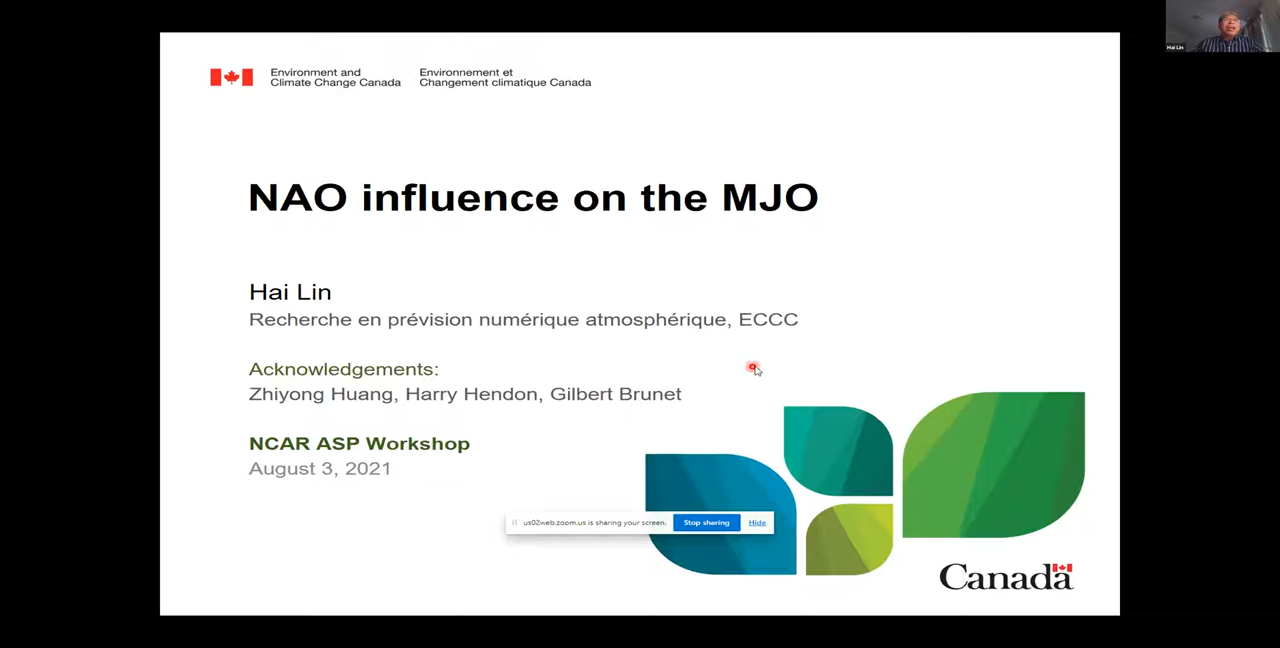 Hai Lin
Environment and Environnement et
Climate Change Canada Changement climatique Canada
NAO influence on the MJO
Hai Lin
Recherche en prévision numérique atmosphérique, ECCC
Acknowledgements:
Zhiyong Huang, Harry Hendon, Gilbert Brunet
NCAR ASP Workshop
August 3, 2021
us02web.zoom.us is sharing your screen. Stop sharing Hide
Canada